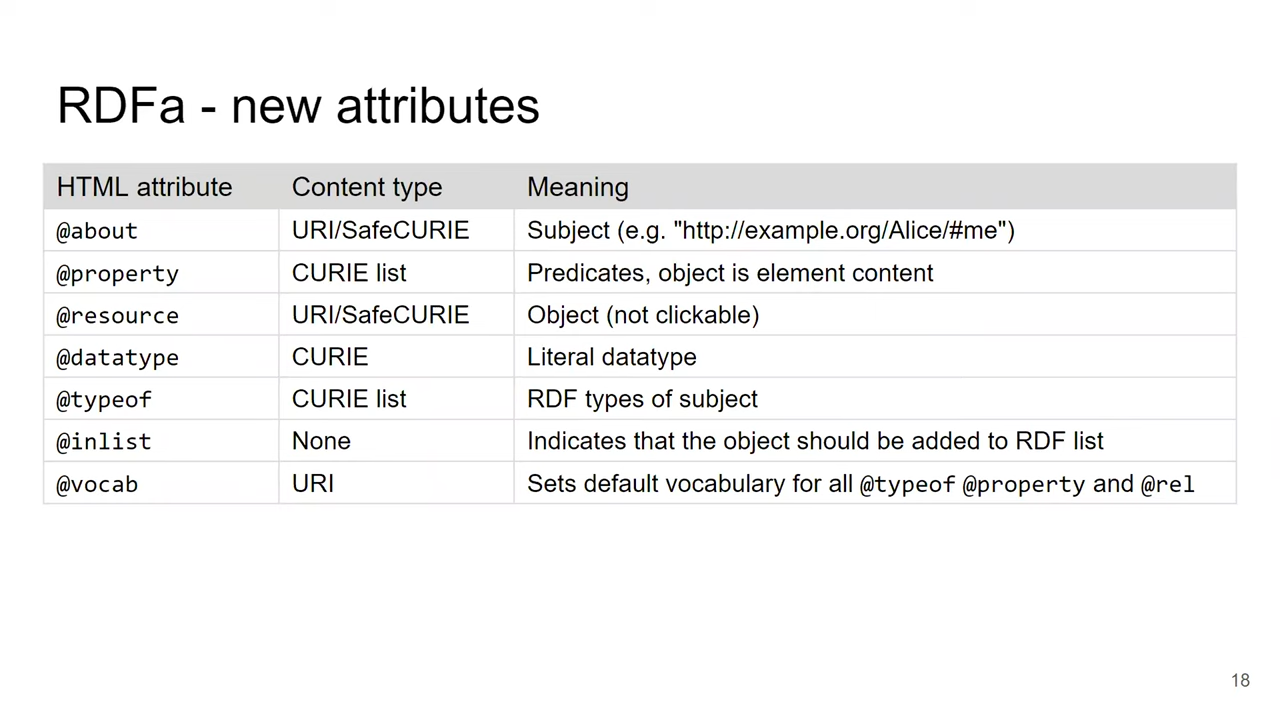 RDFa - new attributes
HTML attribute Content type Meaning
@about URI/SafeCURIE Subject (e.g. "http://example.org/Alice/#me")
@property CURIE list Predicates, object is element content
@resource URI/SafeCURIE Object (not clickable)
@datatype CURIE Literal datatype
@typeof CURIE list RDF types of subject
@inlist None Indicates that the object should be added to RDF list
@vocab URI Sets default vocabulary for all @typeof @property and @rel
18